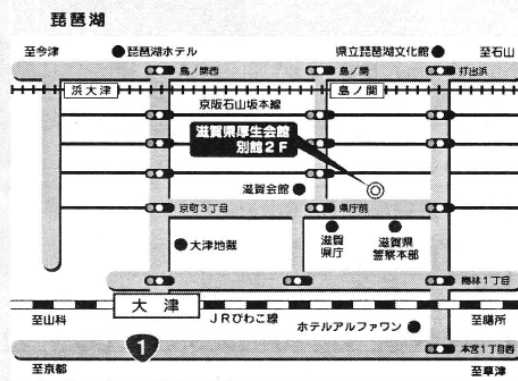 琵琶湖
至今津
琵琶湖ホテル
県立琵琶湖文化館
至石山
島ノ関西
島ノ関
打出浜
浜大津
島ノ関
京阪石山坂本線
滋賀県厚生会館
別館2F
滋賀会館
京町3丁目
県庁前
大津地裁
滋賀
県庁
滋賀県
警察本部
梅林1丁目
大津
至山科
JRびわこ線
至膳所
ホテルアルファワン
1
本宮1丁目西
至京都
至草津